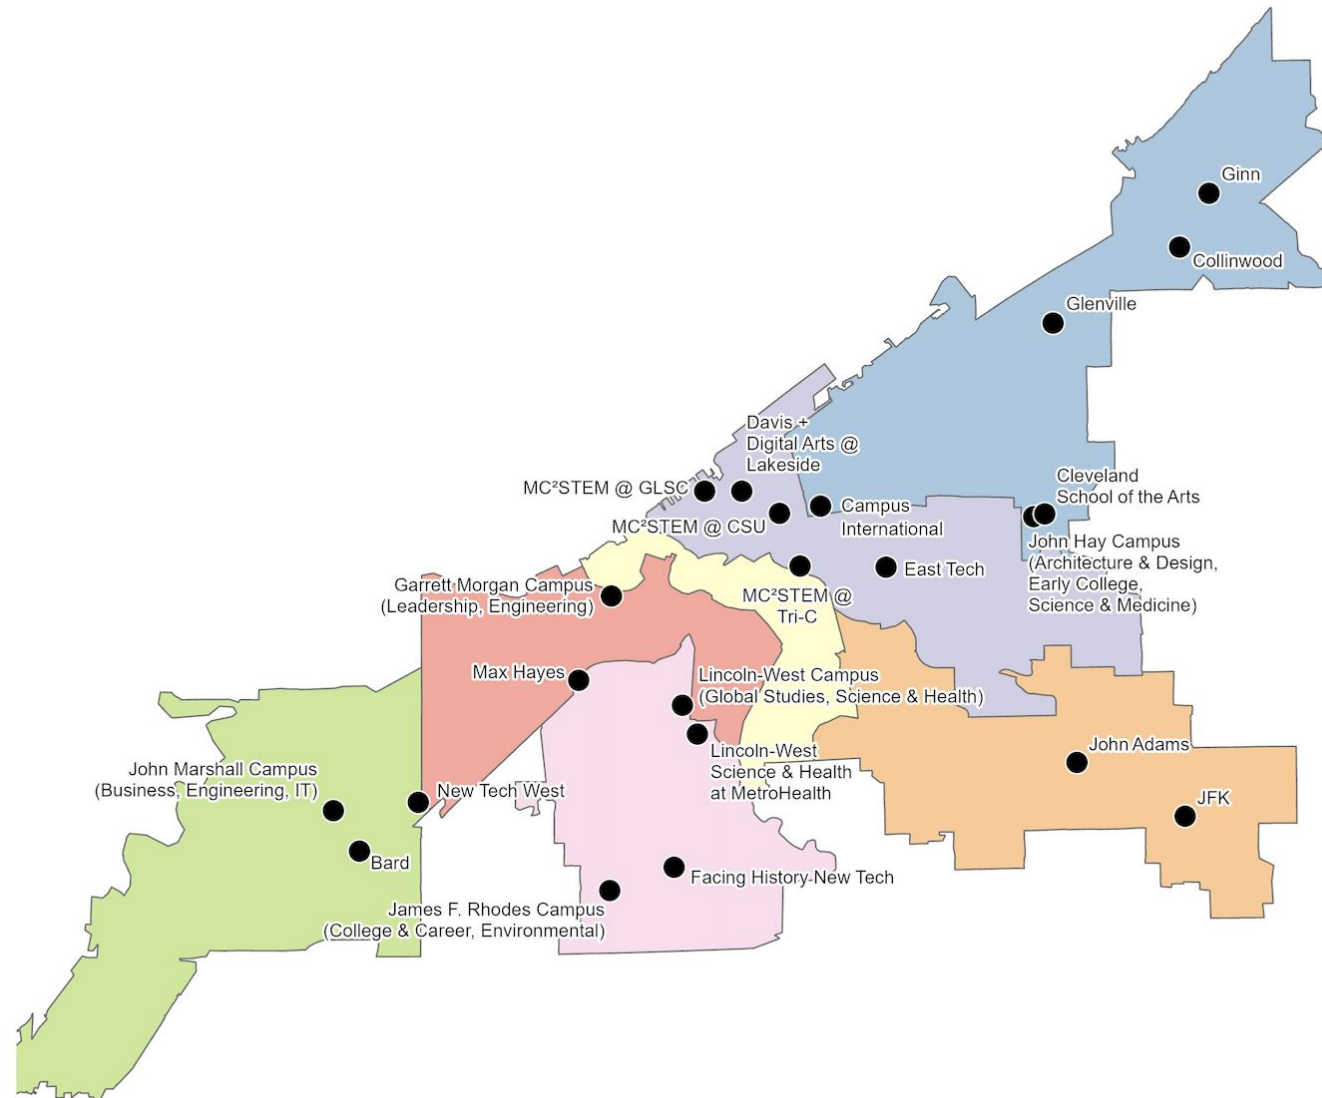 Ginn
Collinwood
Glenville
Davis +
Digital Arts @
Lakeside
MC²STEM @ GLSC
Cleveland
School of the Arts
Campus
International
MC²STEM @ CSU
John Hay Campus
(Architecture & Design,
Early College,
Science & Medicine)
East Tech
Garrett Morgan Campus
(Leadership, Engineering)
MC²STEM @
Tri-C
Max Hayes
Lincoln-West Campus
(Global Studies, Science & Health)
John Adams
Lincoln-West
Science & Health
at MetroHealth
John Marshall Campus
(Business, Engineering, IT)
New Tech West
JFK
Bard
Facing History New Tech
James F. Rhodes Campus
(College & Career, Environmental)